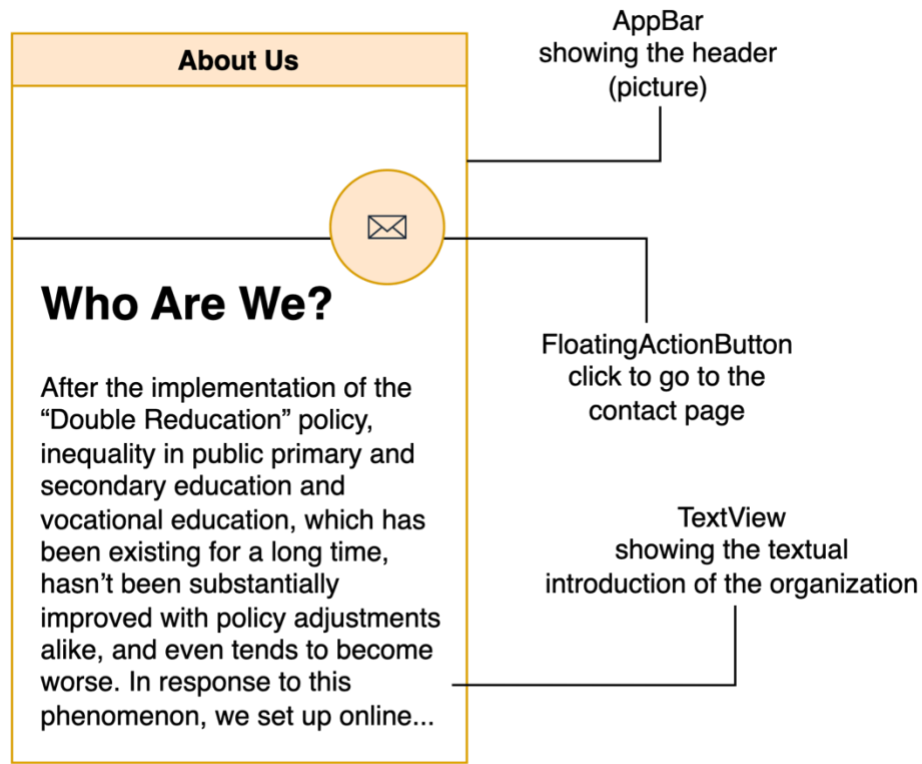 About Us
Who Are We?
After the implementation of the
“Double Reducation” policy,
inequality in public primary and
secondary education and
vocational education, which has
been existing for a long time,
hasn’t been substantially
improved with policy adjustments
alike, and even tends to become
worse. In response to this
phenomenon, we set up online...
AppBar
showing the header
(picture)
FloatingActionButton
click to go to the
contact page
TextView
showing the textual
introduction of the organization